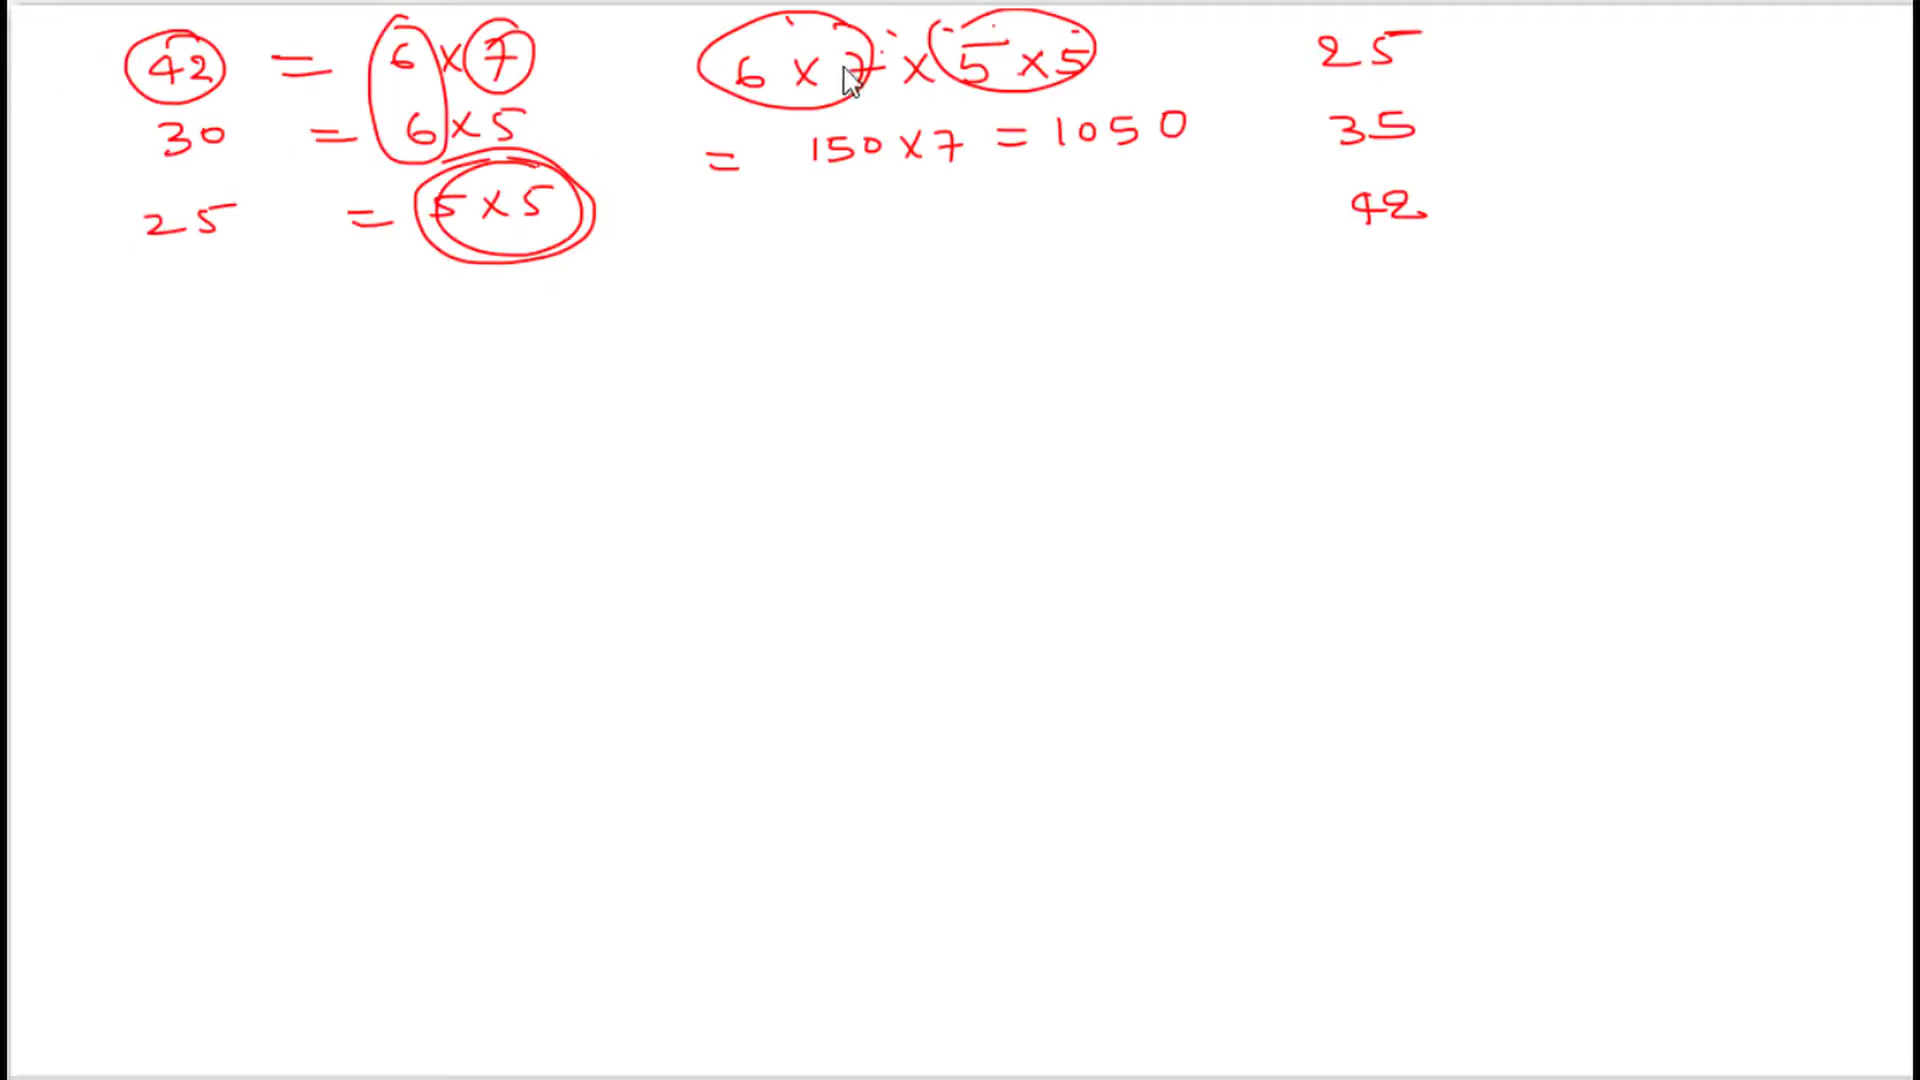 42 = 6 x 7
30 = 6 x 5
25 = 5 x 5
6 x 7 x 5 x 5
= 150 x 7 = 1050
25
35
42